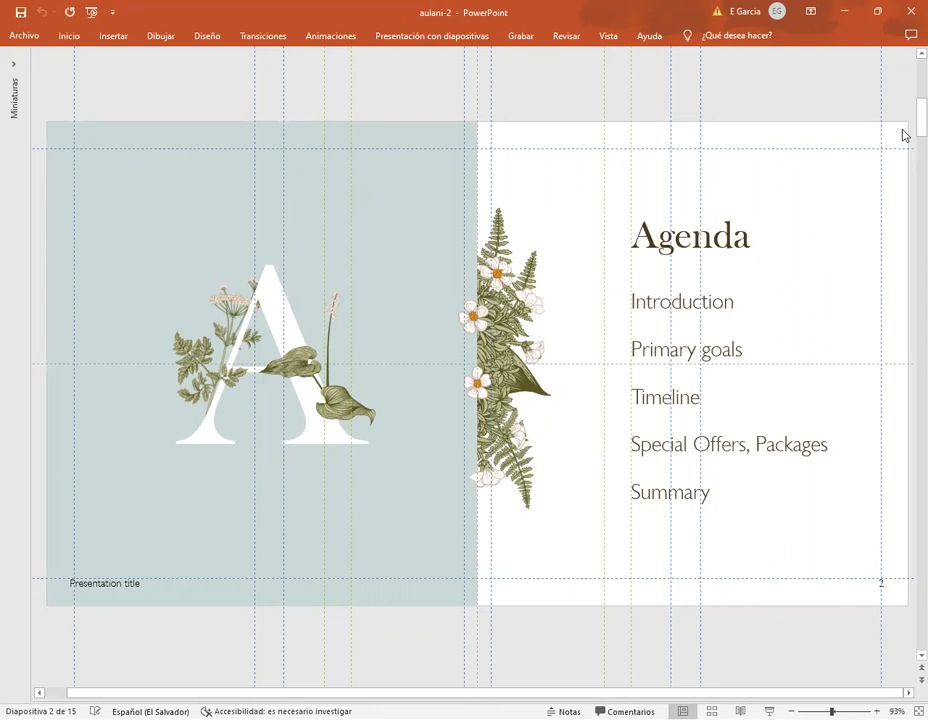 aulani-2 - PowerPoint
E Garcia
EG
Archivo
Inicio
Insertar
Dibujar
Diseño
Transiciones
Animaciones
Presentación con diapositivas
Grabar
Revisar
Vista
Ayuda
¿Qué desea hacer?
Miniaturas
A
Agenda
Introduction
Primary goals
Timeline
Special Offers, Packages
Summary
Presentation title
2
Diapositiva 2 de 15
Español (El Salvador)
Accesibilidad: es necesario investigar
Notas
Comentarios
93%